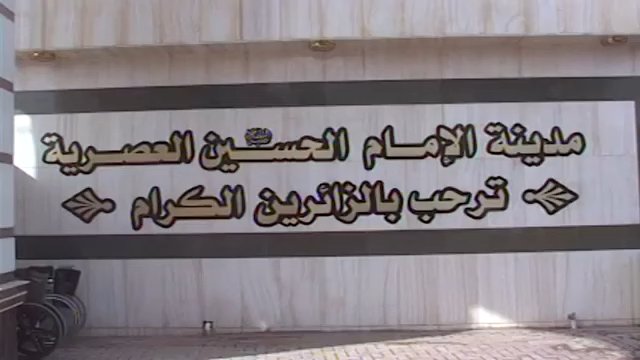 مدينة الإمام الحسين العصرية
ترحب بالزائرين الكرام